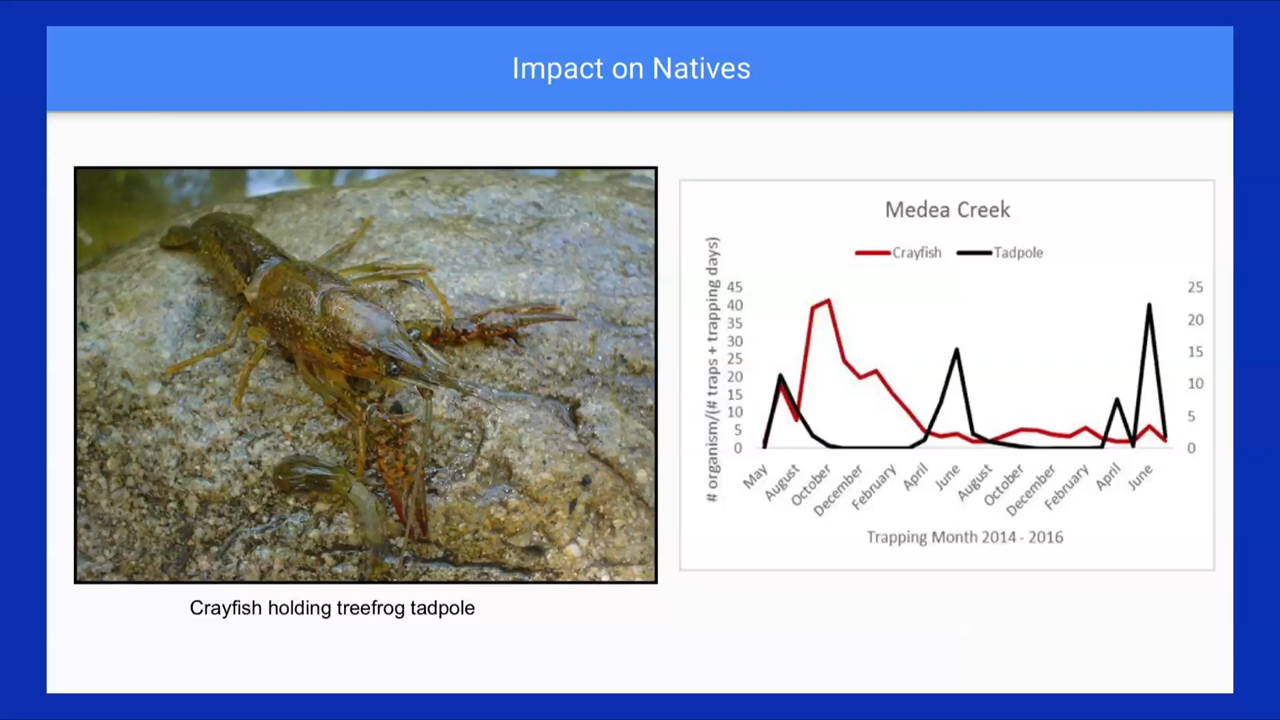 Impact on Natives
Crayfish holding treefrog tadpole
Medea Creek
Crayfish Tadpole
# organism/(# traps + trapping days)
45
40
35
30
25
20
15
10
5
0
25
20
15
10
5
0
May
August
October
December
February
April
June
August
October
December
February
April
June
Trapping Month 2014 - 2016